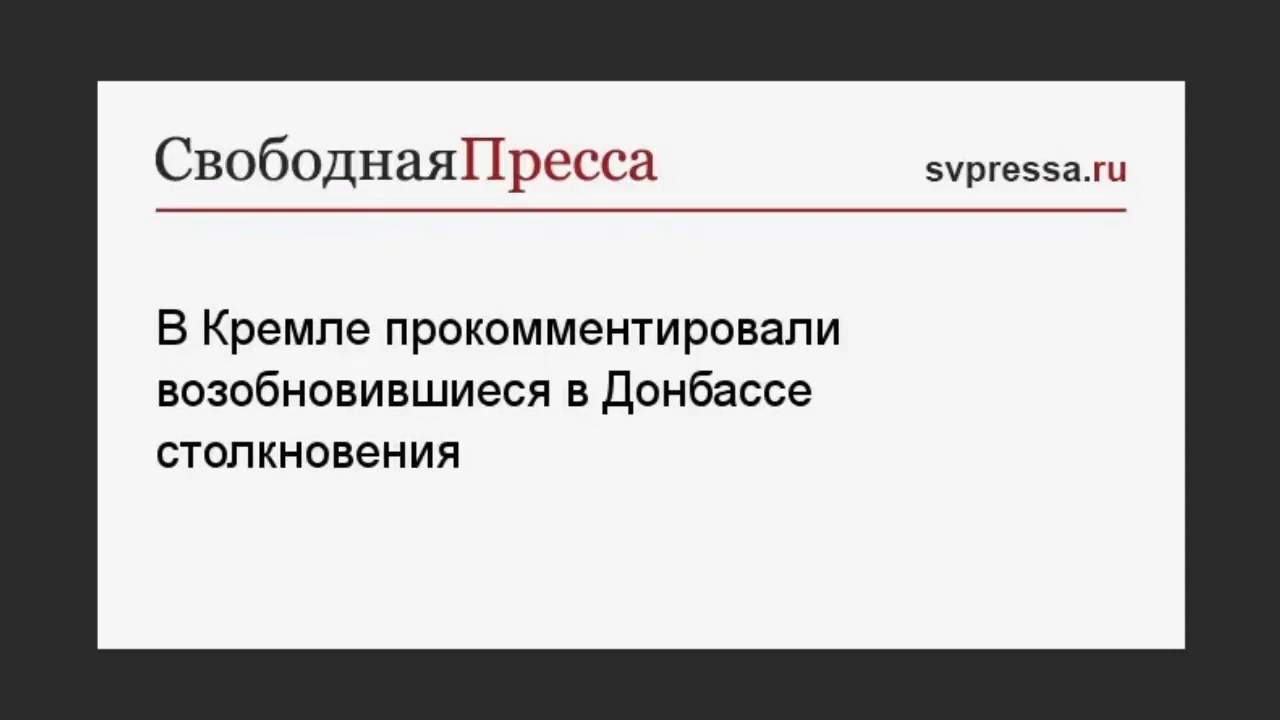 СвободнаяПресса
svpressa.ru
В Кремле прокомментировали
возобновившиеся в Донбассе
столкновения